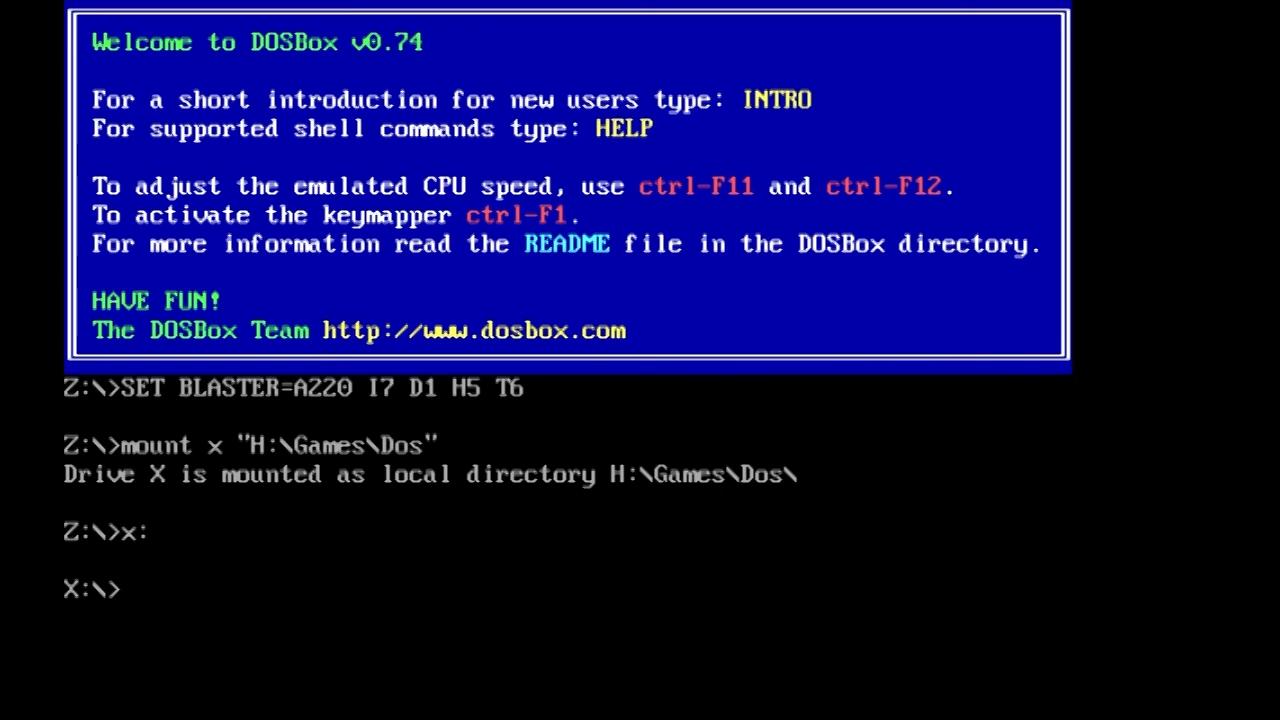 Welcome to DOSBox v0.74
For a short introduction for new users type: INTRO
For supported shell commands type: HELP
To adjust the emulated CPU speed, use ctrl-F11 and ctrl-F12.
To activate the keymapper ctrl-F1.
For more information read the README file in the DOSBox directory.
HAVE FUN!
The DOSBox Team http://www.dosbox.com
Z:\>SET BLASTER=A220 I7 D1 H5 T6
Z:\>mount x "H:\Games\Dos"
Drive X is mounted as local directory H:\Games\Dos\
Z:\>x:
X:\>